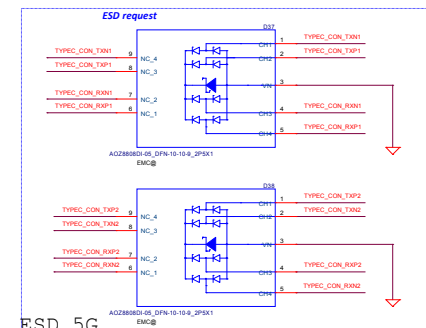 ESD request
D37
TYPEC_CON_TXN1 9 NC_4 CH1 1 TYPEC_CON_TXN1
TYPEC_CON_TXP1 8 NC_3 CH2 2 TYPEC_CON_TXP1
VN 3
TYPEC_CON_RXN1 7 NC_2 CH3 4 TYPEC_CON_RXN1
TYPEC_CON_RXP1 6 NC_1 CH4 5 TYPEC_CON_RXP1
AOZ8808DI-05_DFN-10-10-9_2P5X1
EMC@
D38
TYPEC_CON_TXP2 9 NC_4 CH1 1 TYPEC_CON_TXP2
TYPEC_CON_TXN2 8 NC_3 CH2 2 TYPEC_CON_TXN2
VN 3
TYPEC_CON_RXP2 7 NC_2 CH3 4 TYPEC_CON_RXP2
TYPEC_CON_RXN2 6 NC_1 CH4 5 TYPEC_CON_RXN2
AOZ8808DI-05_DFN-10-10-9_2P5X1
EMC@
ESD 5G